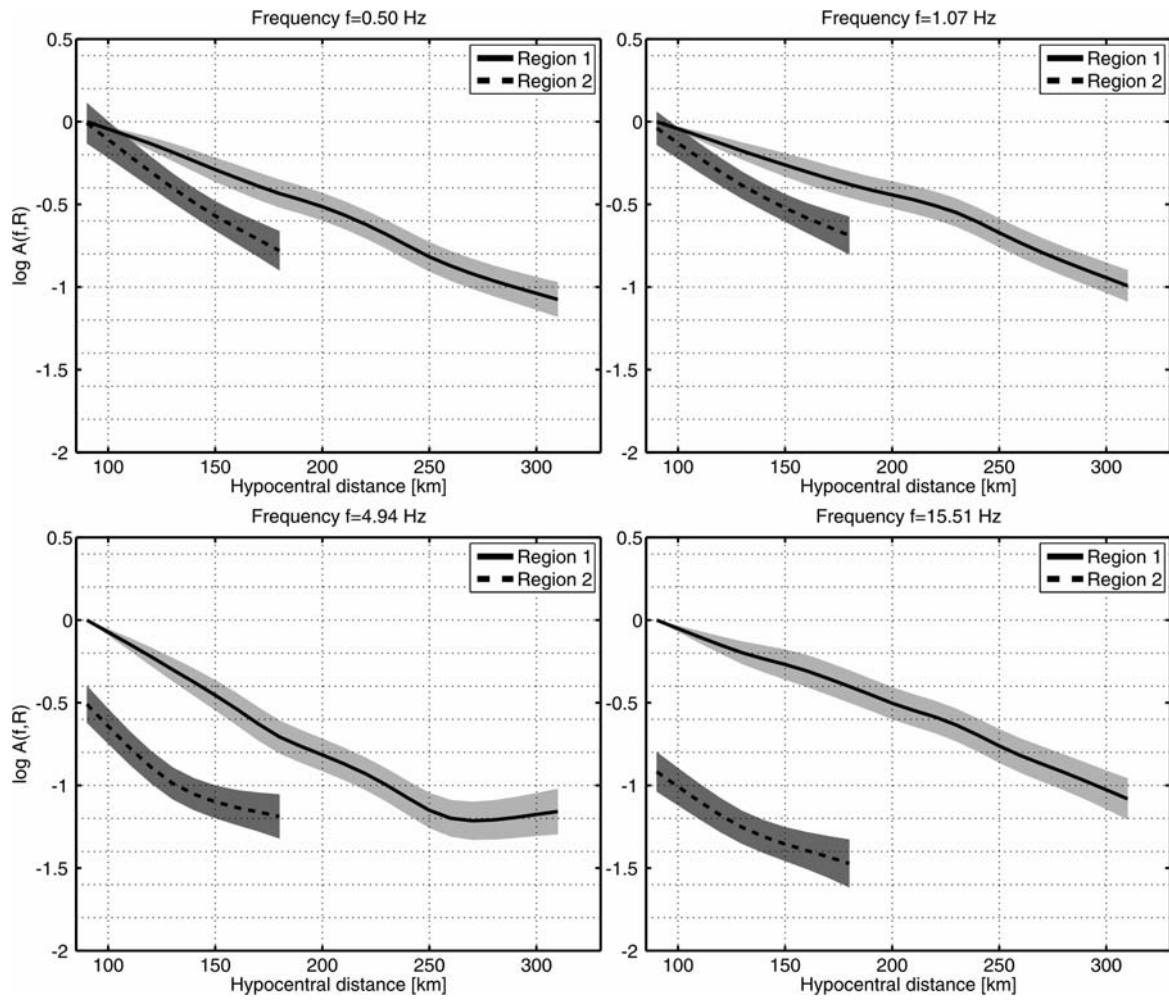 Frequency f=0.50 Hz
0.5
0
-0.5
-1
-1.5
-2
log A(f,R)
Region 1
Region 2
100 150 200 250 300
Hypocentral distance [km]
Frequency f=1.07 Hz
0.5
0
-0.5
-1
-1.5
-2
Region 1
Region 2
100 150 200 250 300
Hypocentral distance [km]
Frequency f=4.94 Hz
0.5
0
-0.5
-1
-1.5
-2
log A(f,R)
Region 1
Region 2
100 150 200 250 300
Hypocentral distance [km]
Frequency f=15.51 Hz
0.5
0
-0.5
-1
-1.5
-2
Region 1
Region 2
100 150 200 250 300
Hypocentral distance [km]